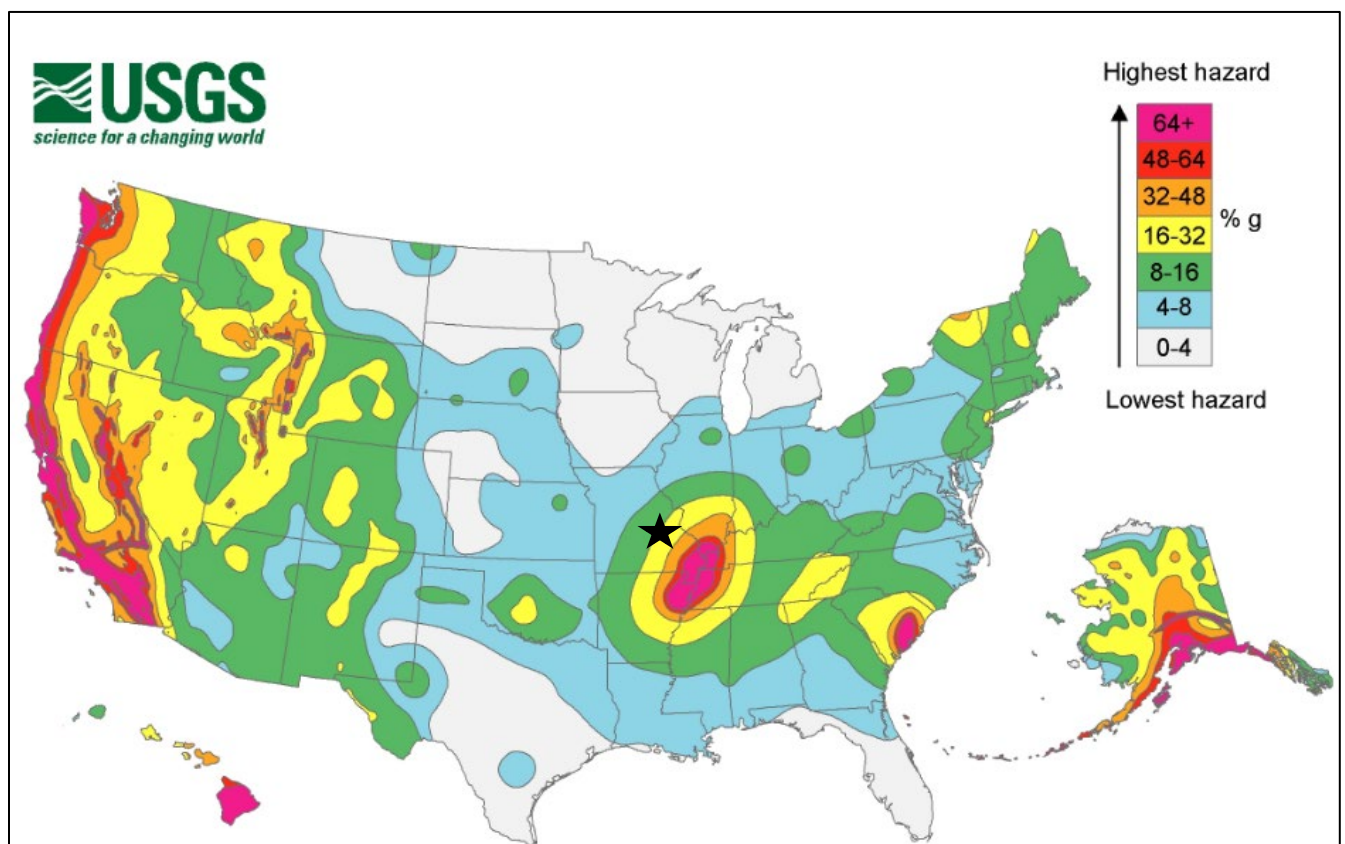 USGS
science for a changing world
Highest hazard
64+
48-64
32-48
16-32
8-16
4-8
0-4
% g
Lowest hazard